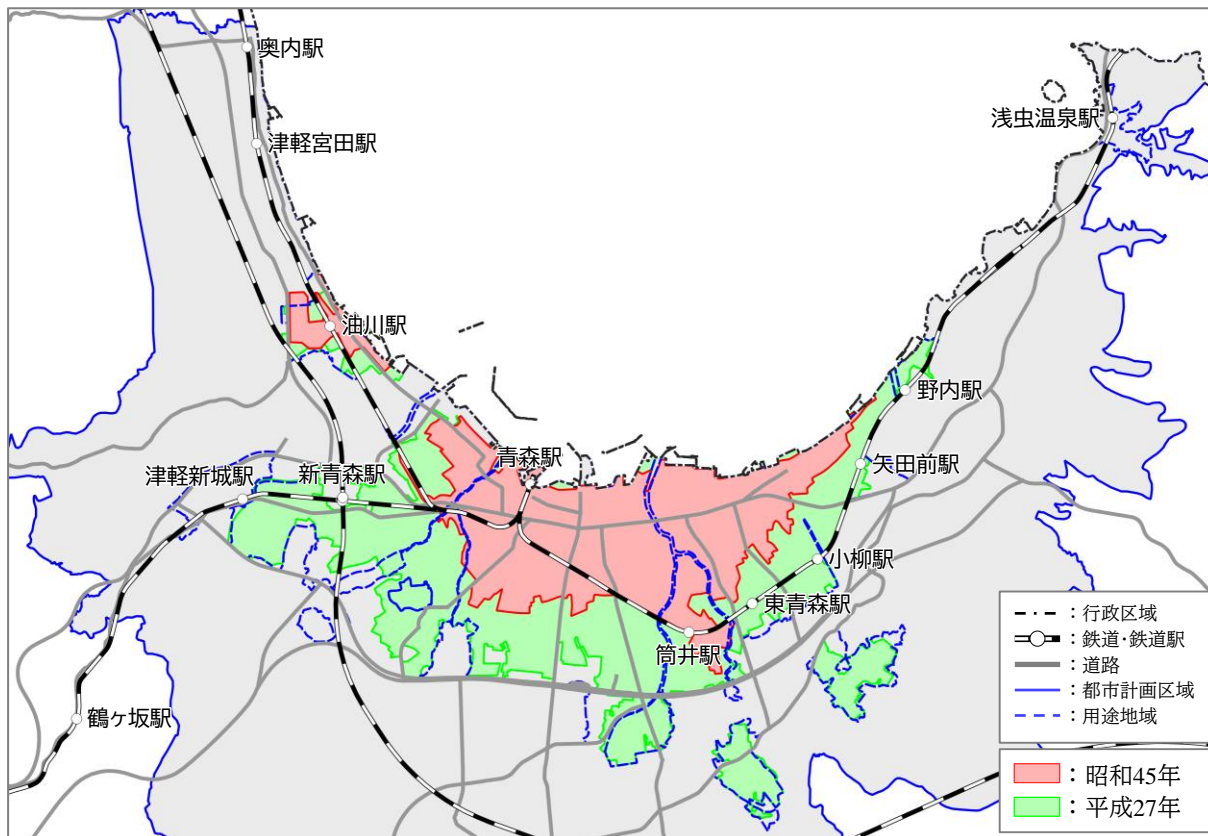 奥内駅
津軽宮田駅
浅虫温泉駅
油川駅
野内駅
青森駅
矢田前駅
津軽新城駅
新青森駅
小柳駅
東青森駅
筒井駅
鶴ヶ坂駅
：行政区域
：鉄道・鉄道駅
：道路
：都市計画区域
：用途地域
：昭和45年
：平成27年